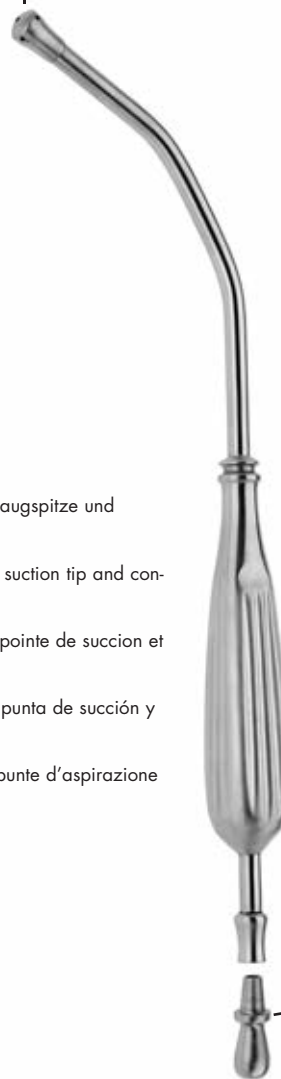 augspitze und
suction tip and con-
pointe de succion et
punta de succión y
punte d'aspirazione